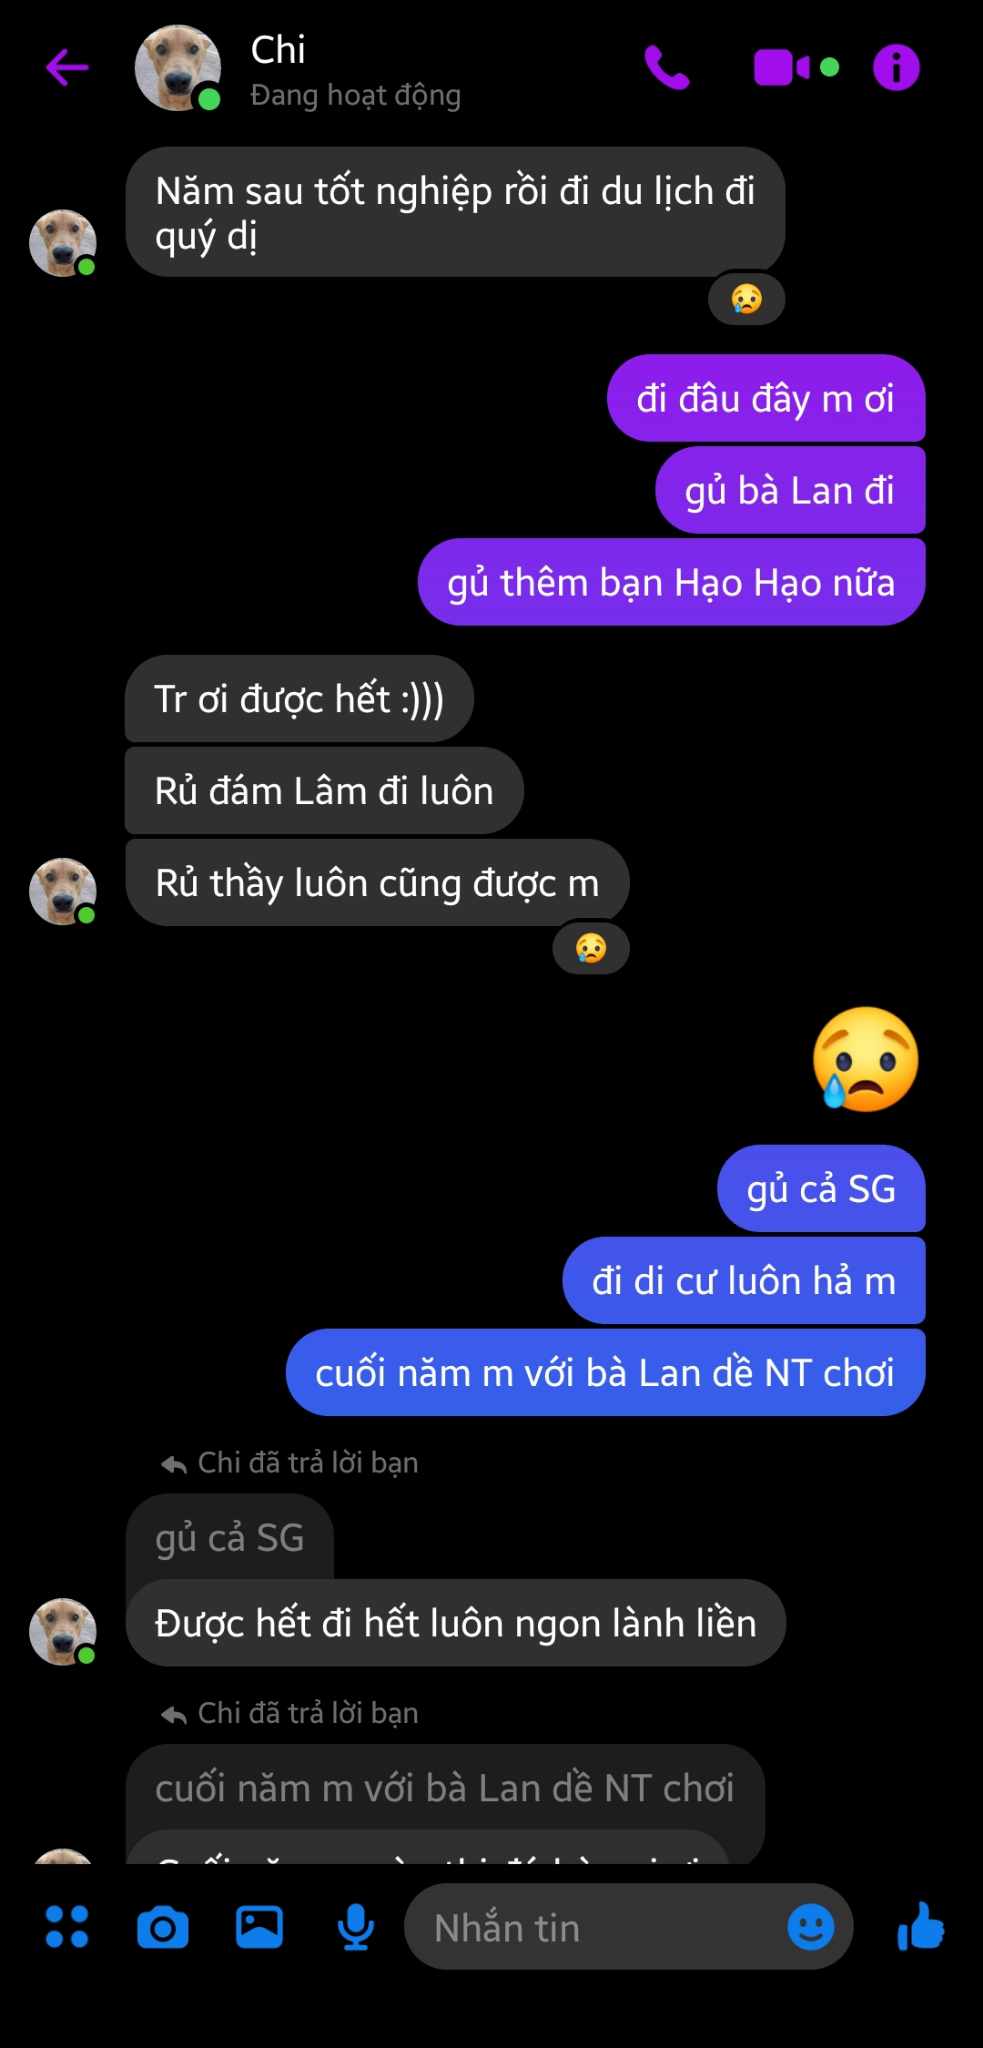 Chi
Đang hoạt động
Năm sau tốt nghiệp rồi đi du lịch đi
quý dị
đi đâu đây m ơi
gủ bà Lan đi
gủ thêm bạn Hạo Hạo nữa
Tr ơi được hết :)))
Rủ đám Lâm đi luôn
Rủ thầy luôn cũng được m
gủ cả SG
đi di cư luôn hả m
cuối năm m với bà Lan dề NT chơi
Chi đã trả lời bạn
gủ cả SG
Được hết đi hết luôn ngon lành liền
Chi đã trả lời bạn
cuối năm m với bà Lan dề NT chơi
Nhắn tin